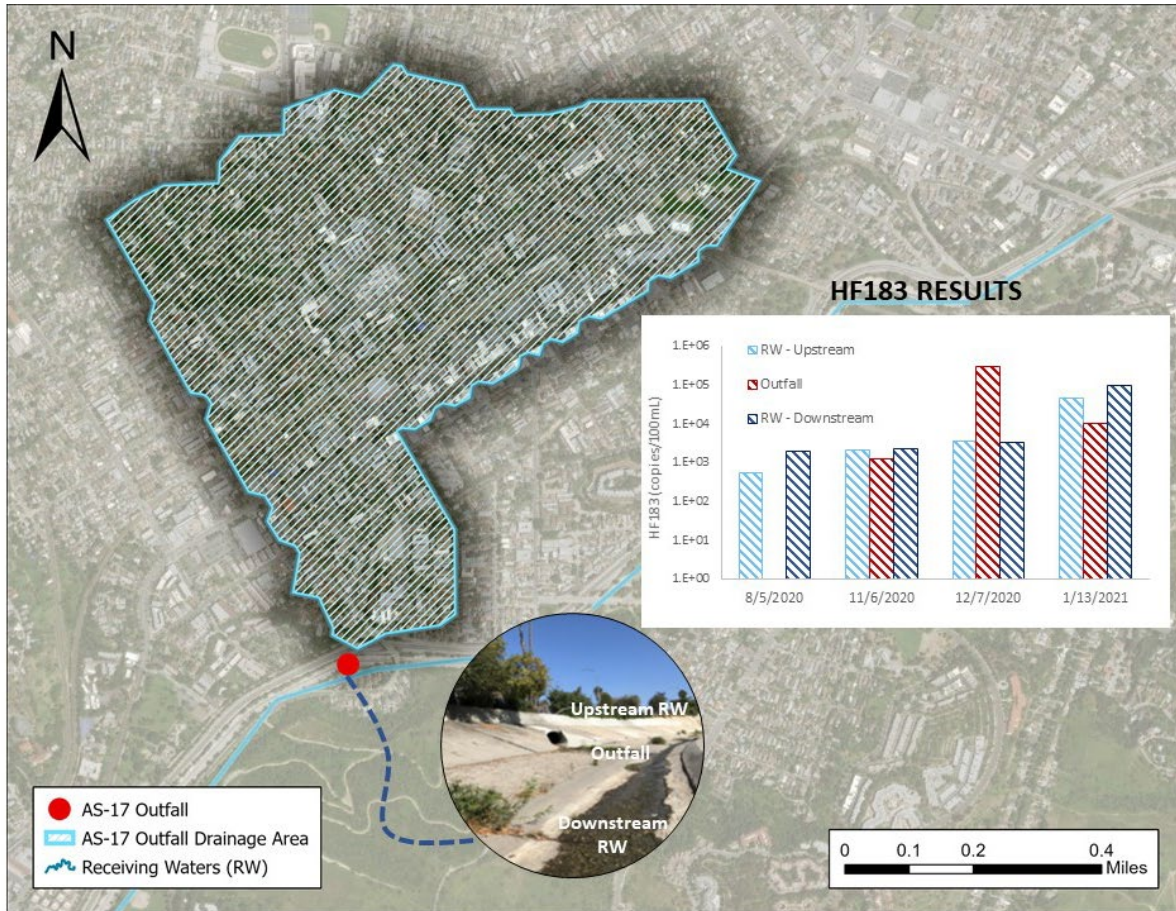 N
HF183 RESULTS
1.E+06
1.E+05
1.E+04
1.E+03
1.E+02
1.E+01
1.E+00
HF183 (copies/100mL)
RW - Upstream
Outfall
RW - Downstream
8/5/2020 11/6/2020 12/7/2020 1/13/2021
Upstream RW
Outfall
Downstream
RW
AS-17 Outfall
AS-17 Outfall Drainage Area
Receiving Waters (RW)
0 0.1 0.2 0.4
Miles